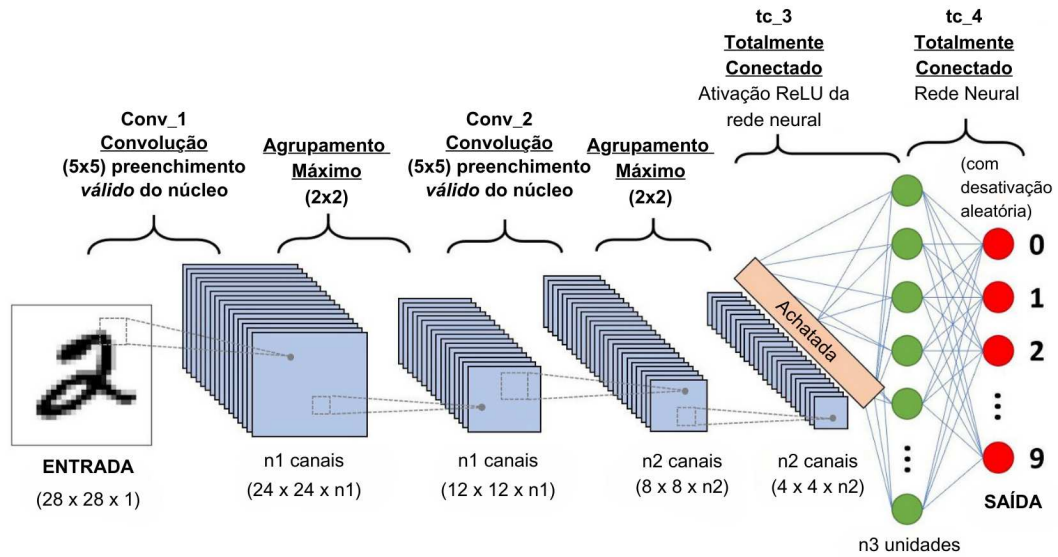 tc_3
Totalmente
Conectado
Ativação ReLU da
rede neural
tc_4
Totalmente
Conectado
Rede Neural
(com
desativação
aleatória)
Conv_1
Convolução
(5x5) preenchimento
válido do núcleo
Agrupamento
Máximo
(2x2)
Conv_2
Convolução
(5x5) preenchimento
válido do núcleo
Agrupamento
Máximo
(2x2)
Achatada
0
1
2
...
9
SAÍDA
ENTRADA
(28 x 28 x 1)
n1 canais
(24 x 24 x n1)
n1 canais
(12 x 12 x n1)
n2 canais
(8 x 8 x n2)
n2 canais
(4 x 4 x n2)
n3 unidades
2